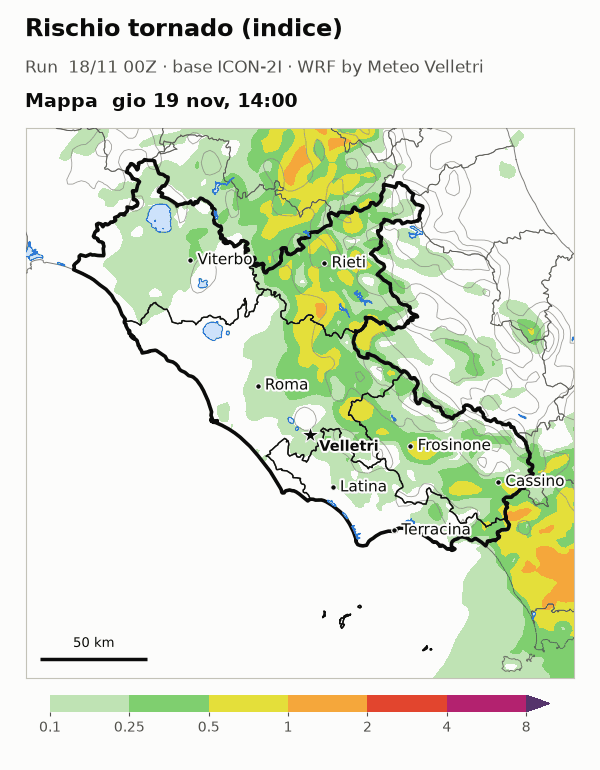 Rischio tornado (indice)
Run  18/11 00Z · base ICON-2I · WRF by Meteo Velletri
Mappa  gio 19 nov, 14:00
Viterbo
Rieti
Roma
Velletri
Frosinone
Cassino
Latina
Terracina
50 km
0.1 0.25 0.5 1 2 4 8